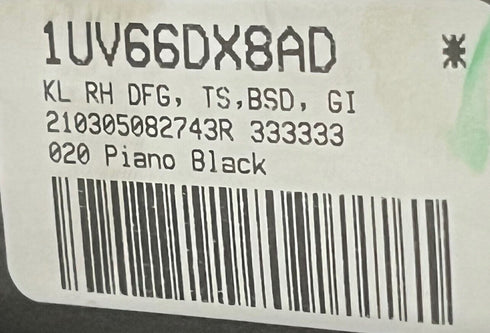 1UV66DX8AD *
KL RH DFG, TS,BSD, GI
210305082743R 333333
020 Piano Black